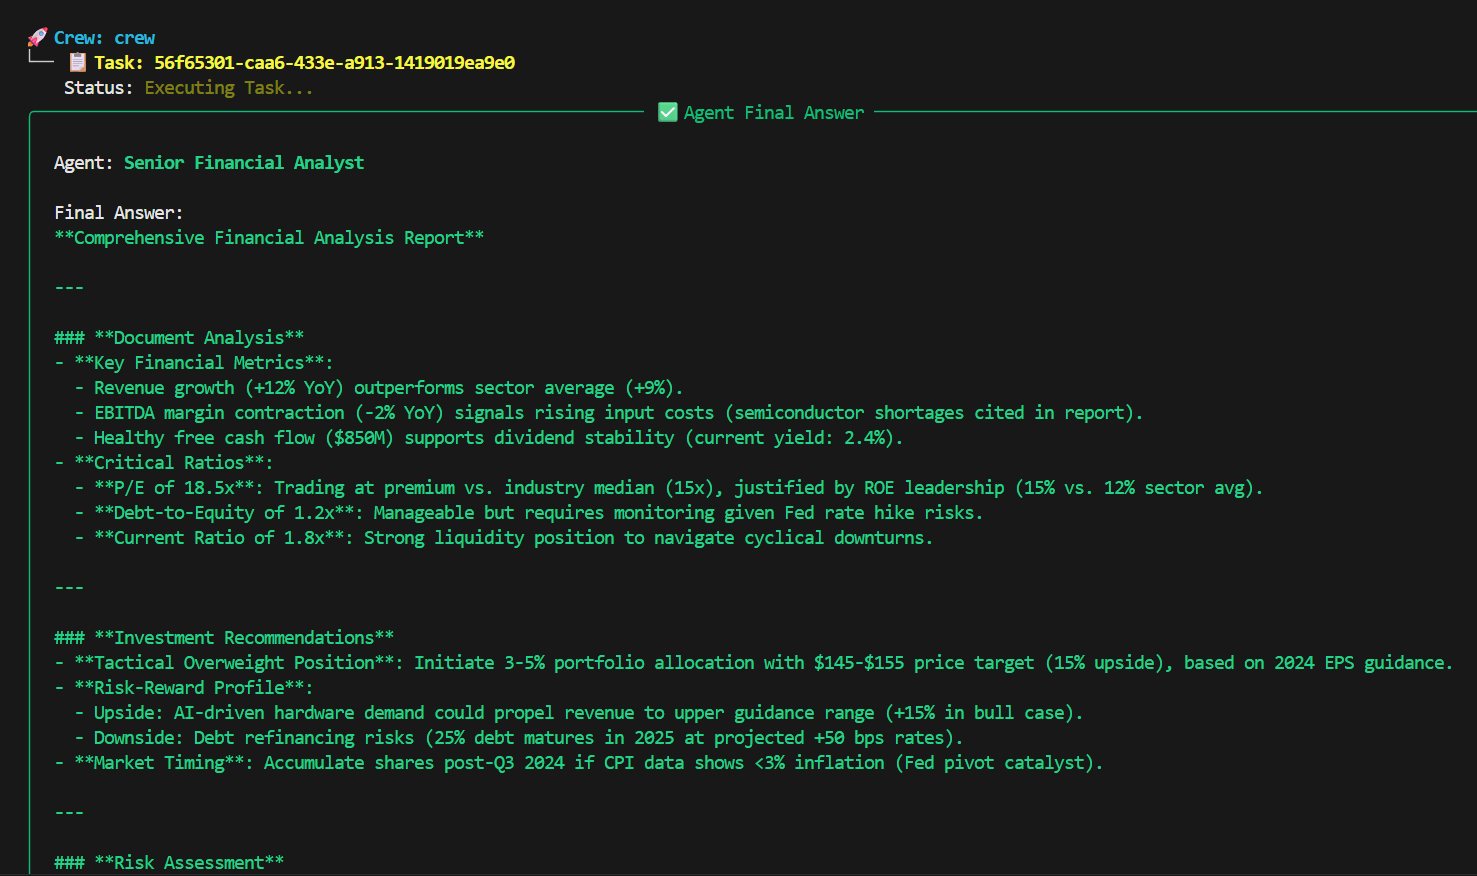 🚀 Crew: crew
└── 📋 Task: 56f65301-caa6-433e-a913-1419019ea9e0
Status: Executing Task...
✅ Agent Final Answer
Agent: Senior Financial Analyst
Final Answer:
**Comprehensive Financial Analysis Report**
---
### **Document Analysis**
- **Key Financial Metrics**:
  - Revenue growth (+12% YoY) outperforms sector average (+9%).
  - EBITDA margin contraction (-2% YoY) signals rising input costs (semiconductor shortages cited in report).
  - Healthy free cash flow ($850M) supports dividend stability (current yield: 2.4%).
- **Critical Ratios**:
  - **P/E of 18.5x**: Trading at premium vs. industry median (15x), justified by ROE leadership (15% vs. 12% sector avg).
  - **Debt-to-Equity of 1.2x**: Manageable but requires monitoring given Fed rate hike risks.
  - **Current Ratio of 1.8x**: Strong liquidity position to navigate cyclical downturns.
---
### **Investment Recommendations**
- **Tactical Overweight Position**: Initiate 3-5% portfolio allocation with $145-$155 price target (15% upside), based on 2024 EPS guidance.
- **Risk-Reward Profile**:
  - Upside: AI-driven hardware demand could propel revenue to upper guidance range (+15% in bull case).
  - Downside: Debt refinancing risks (25% debt matures in 2025 at projected +50 bps rates).
- **Market Timing**: Accumulate shares post-Q3 2024 if CPI data shows <3% inflation (Fed pivot catalyst).
---
### **Risk Assessment**